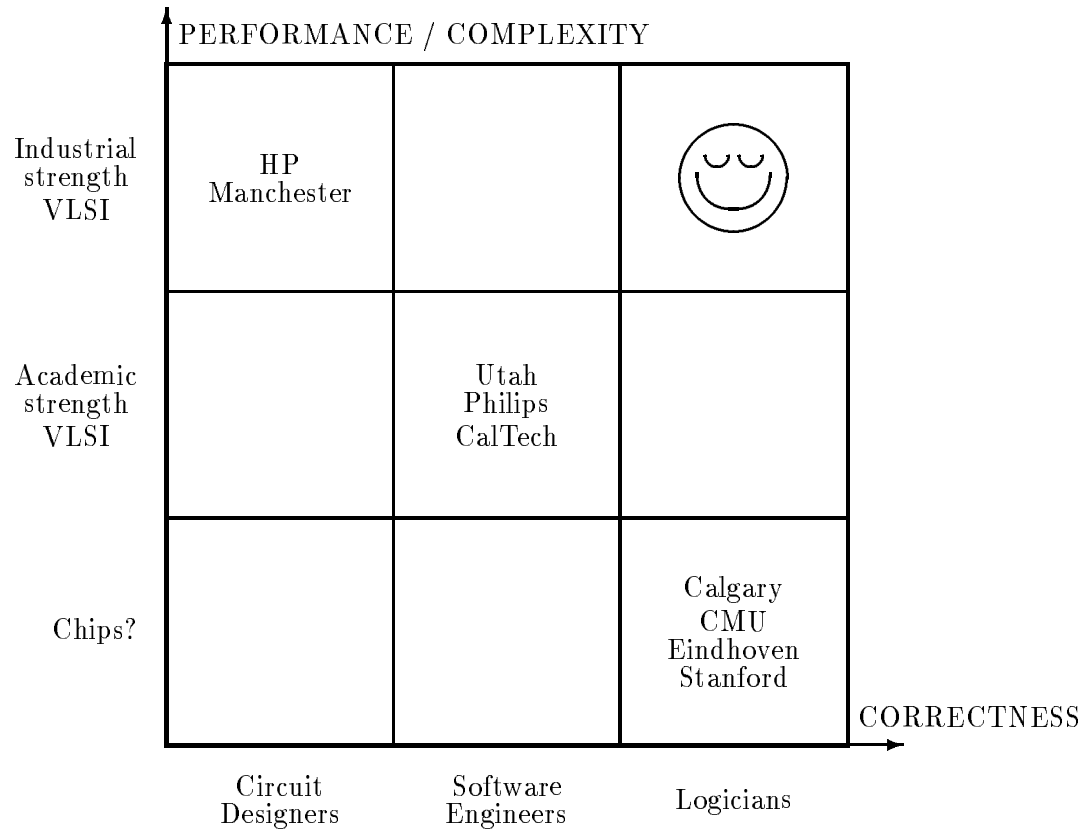 PERFORMANCE / COMPLEXITY
Industrial
strength
VLSI
HP
Manchester
Academic
strength
VLSI
Utah
Philips
CalTech
Chips?
Calgary
CMU
Eindhoven
Stanford
CORRECTNESS
Circuit
Designers
Software
Engineers
Logicians